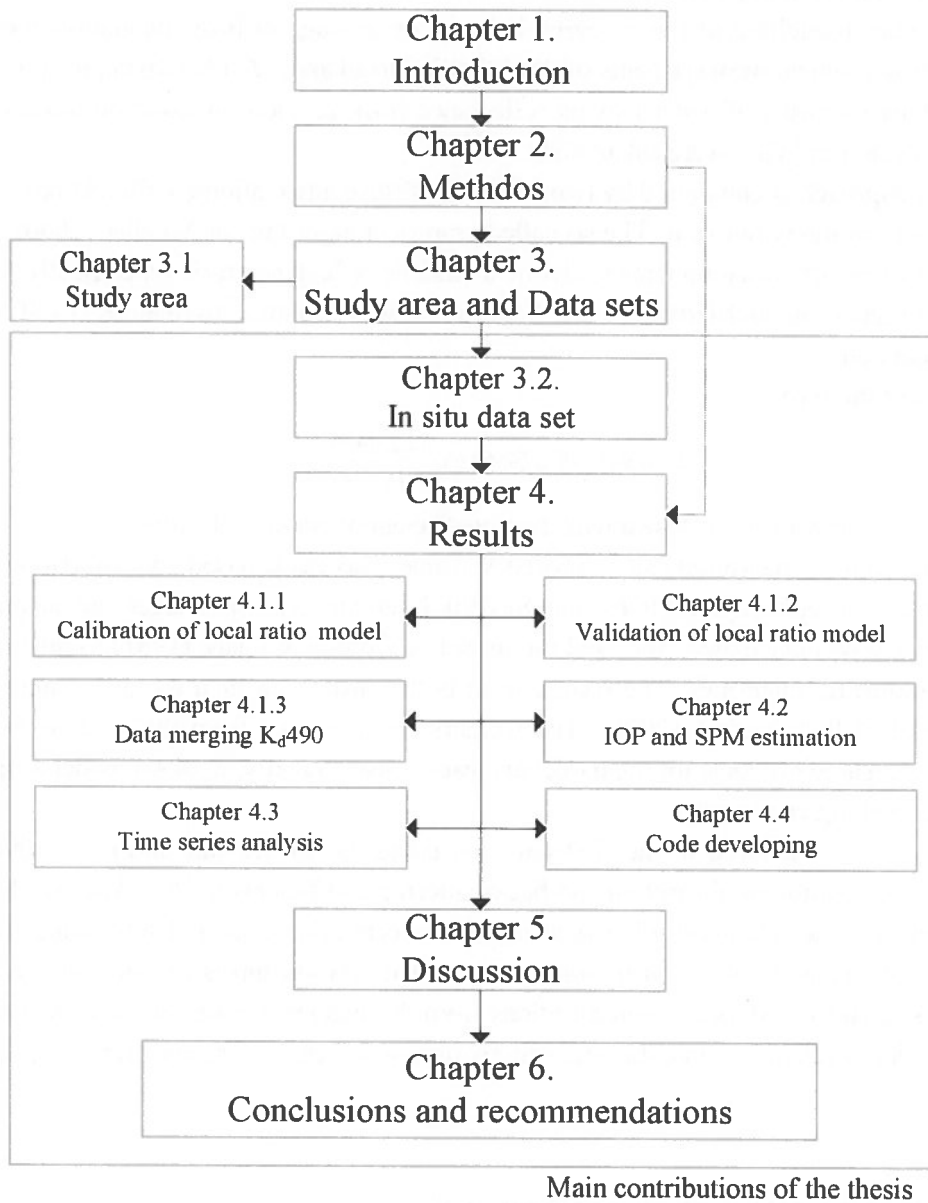 Chapter 1.
Introduction
Chapter 2.
Methdos
Chapter 3.1
Study area
Chapter 3.
Study area and Data sets
Chapter 3.2.
In situ data set
Chapter 4.
Results
Chapter 4.1.1
Calibration of local ratio model
Chapter 4.1.2
Validation of local ratio model
Chapter 4.1.3
Data merging Kd490
Chapter 4.2
IOP and SPM estimation
Chapter 4.3
Time series analysis
Chapter 4.4
Code developing
Chapter 5.
Discussion
Chapter 6.
Conclusions and recommendations
Main contributions of the thesis